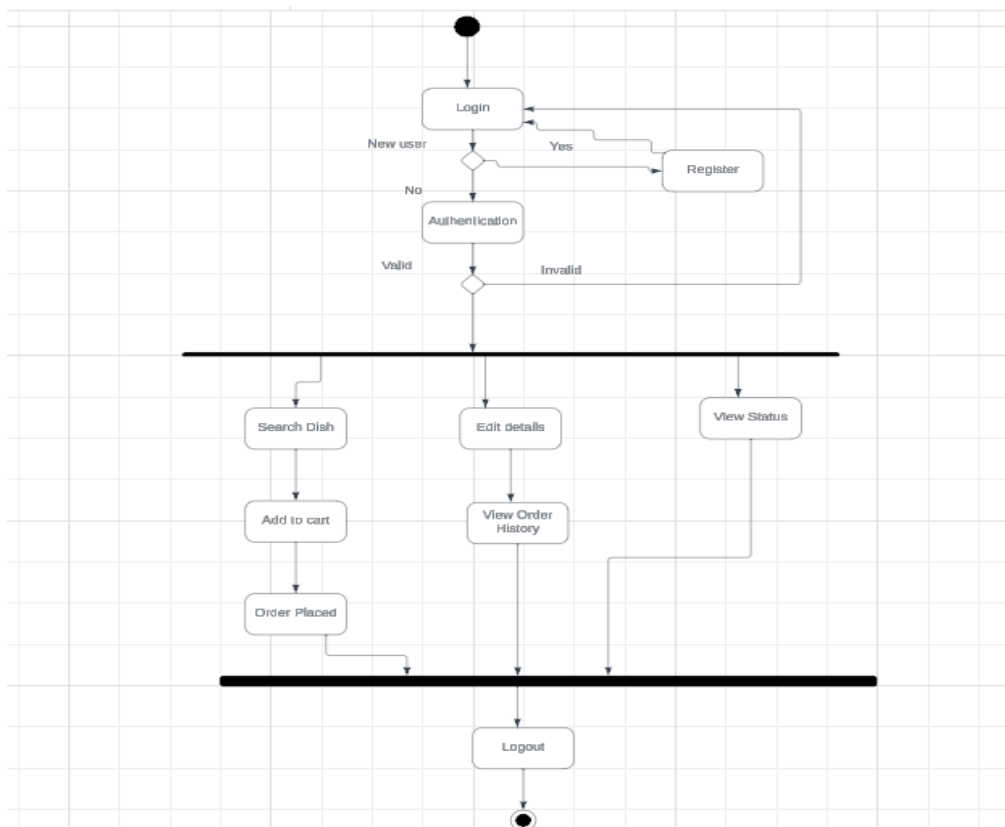 Login
New user
Yes
Register
No
Authentication
Valid
Invalid
Search Dish
Edit details
View Status
Add to cart
View Order
History
Order Placed
Logout